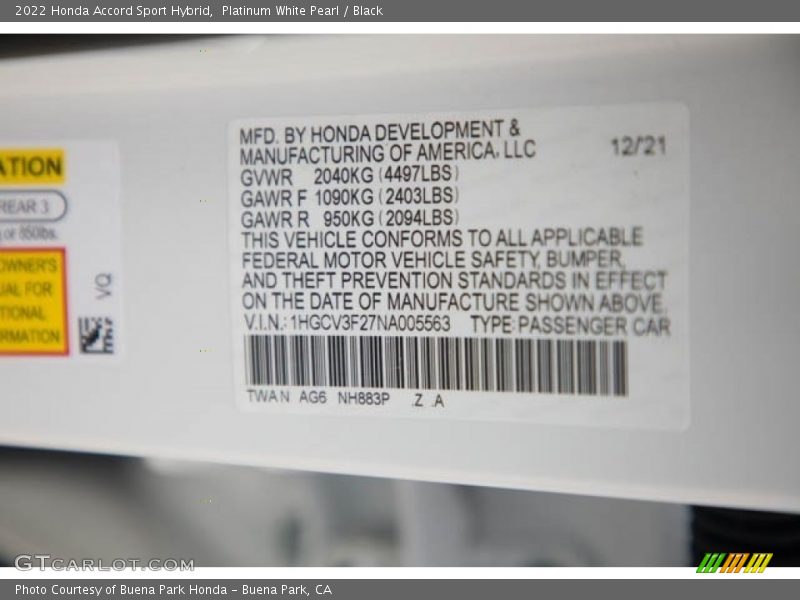 2022 Honda Accord Sport Hybrid,  Platinum White Pearl / Black
ATION
REAR 3
or 850lbs.
OWNER'S
UAL FOR
TIONAL
RMATION
VQ
MFD. BY HONDA DEVELOPMENT &
MANUFACTURING OF AMERICA, LLC 12/21
GVWR 2040KG (4497LBS)
GAWR F 1090KG (2403LBS)
GAWR R 950KG (2094LBS)
THIS VEHICLE CONFORMS TO ALL APPLICABLE
FEDERAL MOTOR VEHICLE SAFETY, BUMPER,
AND THEFT PREVENTION STANDARDS IN EFFECT
ON THE DATE OF MANUFACTURE SHOWN ABOVE.
V.I.N.: 1HGCV3F27NA005563 TYPE: PASSENGER CAR
TWA N AG6 NH883P .Z .A
GTCARLOT.COM
Photo Courtesy of Buena Park Honda – Buena Park, CA